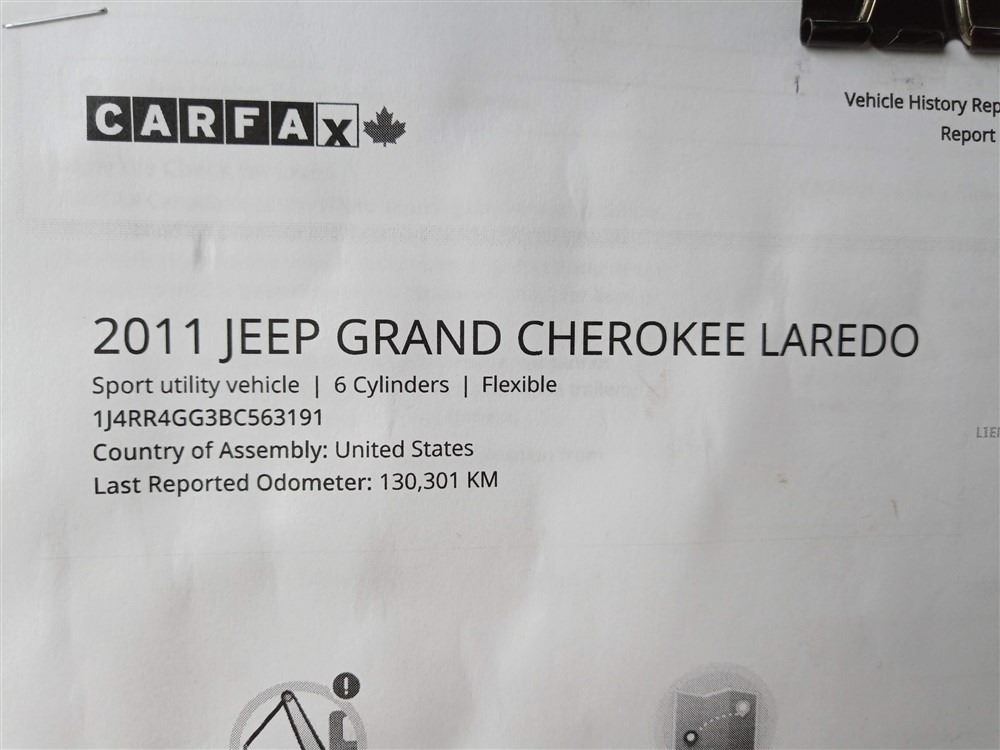 CARFAX
Vehicle History Rep
Report
2011 JEEP GRAND CHEROKEE LAREDO
Sport utility vehicle | 6 Cylinders | Flexible
1J4RR4GG3BC563191
Country of Assembly: United States
Last Reported Odometer: 130,301 KM
LIEN